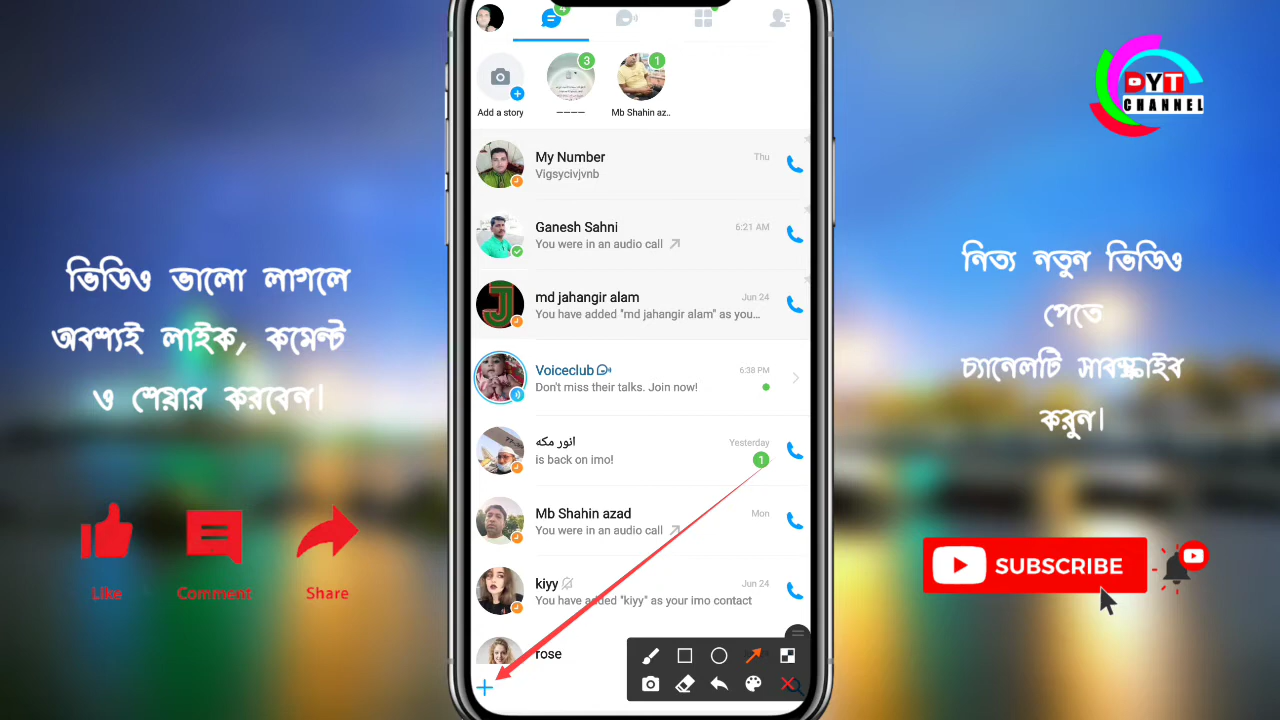 4
3
1
Add a story
————
Mb Shahin az..
My Number
Thu
Vigsycivjvnb
Ganesh Sahni
6:21 AM
You were in an audio call
J
md jahangir alam
Jun 24
You have added "md jahangir alam" as you...
Voiceclub
6:38 PM
Don't miss their talks. Join now!
انور مكه
Yesterday
is back on imo!
1
Mb Shahin azad
Mon
You were in an audio call
kiyy
Jun 24
You have added "kiyy" as your imo contact
rose
ভিডিও ভালো লাগলে
অবশ্যই লাইক, কমেন্ট
ও শেয়ার করবেন।
Like
Comment
Share
DYT
CHANNEL
নিত্য নতুন ভিডিও
পেতে
চ্যানেলটি সাবস্ক্রাইব
করুন।
SUBSCRIBE